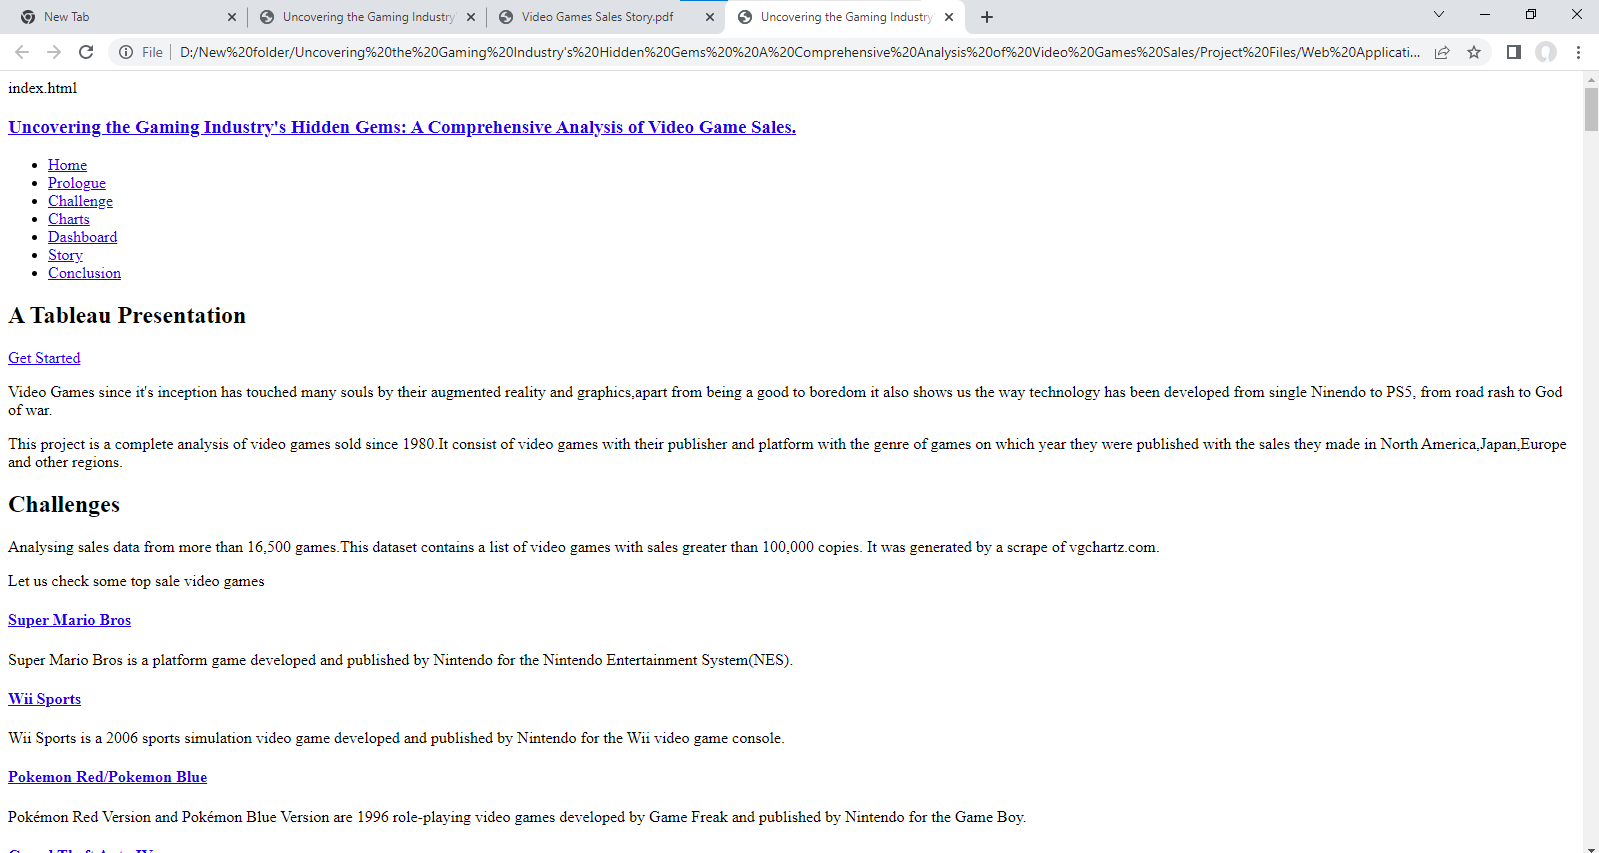 New Tab
Uncovering the Gaming Industry'
Video Games Sales Story.pdf
Uncovering the Gaming Industry'
File
D:/New%20folder/Uncovering%20the%20Gaming%20Industry's%20Hidden%20Gems%20%20A%20Comprehensive%20Analysis%20of%20Video%20Games%20Sales/Project%20Files/Web%20Applicati...
index.html
Uncovering the Gaming Industry's Hidden Gems: A Comprehensive Analysis of Video Game Sales.
Home
Prologue
Challenge
Charts
Dashboard
Story
Conclusion
A Tableau Presentation
Get Started
Video Games since it's inception has touched many souls by their augmented reality and graphics,apart from being a good to boredom it also shows us the way technology has been developed from single Ninendo to PS5, from road rash to God
of war.
This project is a complete analysis of video games sold since 1980.It consist of video games with their publisher and platform with the genre of games on which year they were published with the sales they made in North America,Japan,Europe
and other regions.
Challenges
Analysing sales data from more than 16,500 games.This dataset contains a list of video games with sales greater than 100,000 copies. It was generated by a scrape of vgchartz.com.
Let us check some top sale video games
Super Mario Bros
Super Mario Bros is a platform game developed and published by Nintendo for the Nintendo Entertainment System(NES).
Wii Sports
Wii Sports is a 2006 sports simulation video game developed and published by Nintendo for the Wii video game console.
Pokemon Red/Pokemon Blue
Pokémon Red Version and Pokémon Blue Version are 1996 role-playing video games developed by Game Freak and published by Nintendo for the Game Boy.